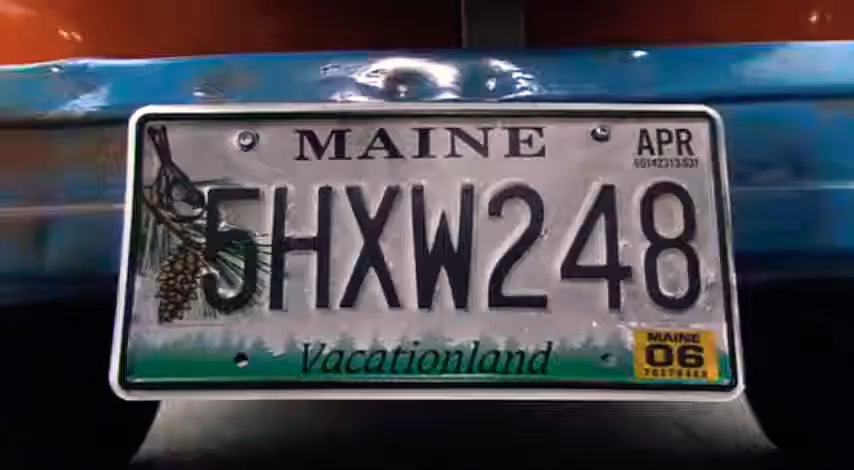 MAINE
APR
5HXW248
Vacationland
MAINE
06